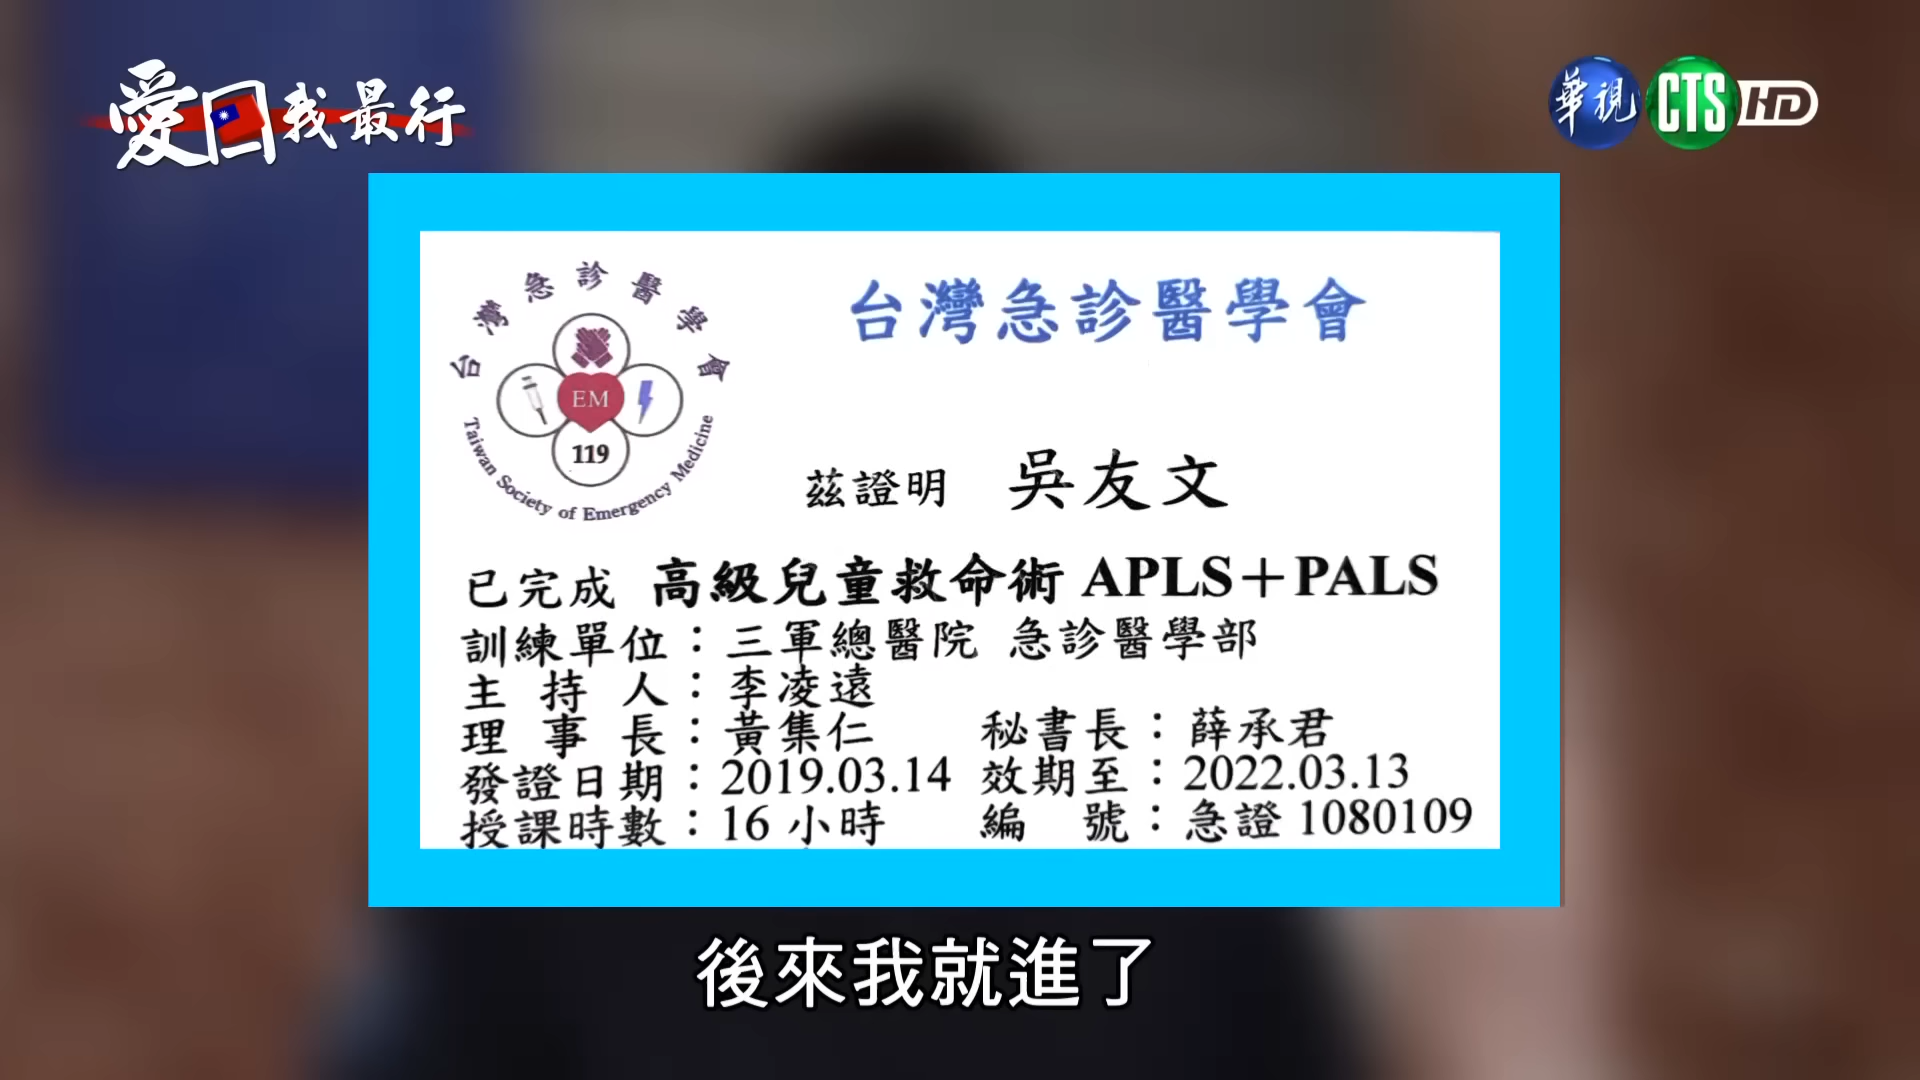 愛国我最行
華視 CTS HD
台灣急診醫學會
台灣急診醫學會
EM
119
Taiwan Society of Emergency Medicine
茲證明 吳友文
已完成 高級兒童救命術 APLS+PALS
訓練單位:三軍總醫院 急診醫學部
主持人:李凌遠
理事長:黃集仁 秘書長:薛承君
發證日期:2019.03.14 效期至:2022.03.13
授課時數:16 小時 編號:急證 1080109
後來我就進了